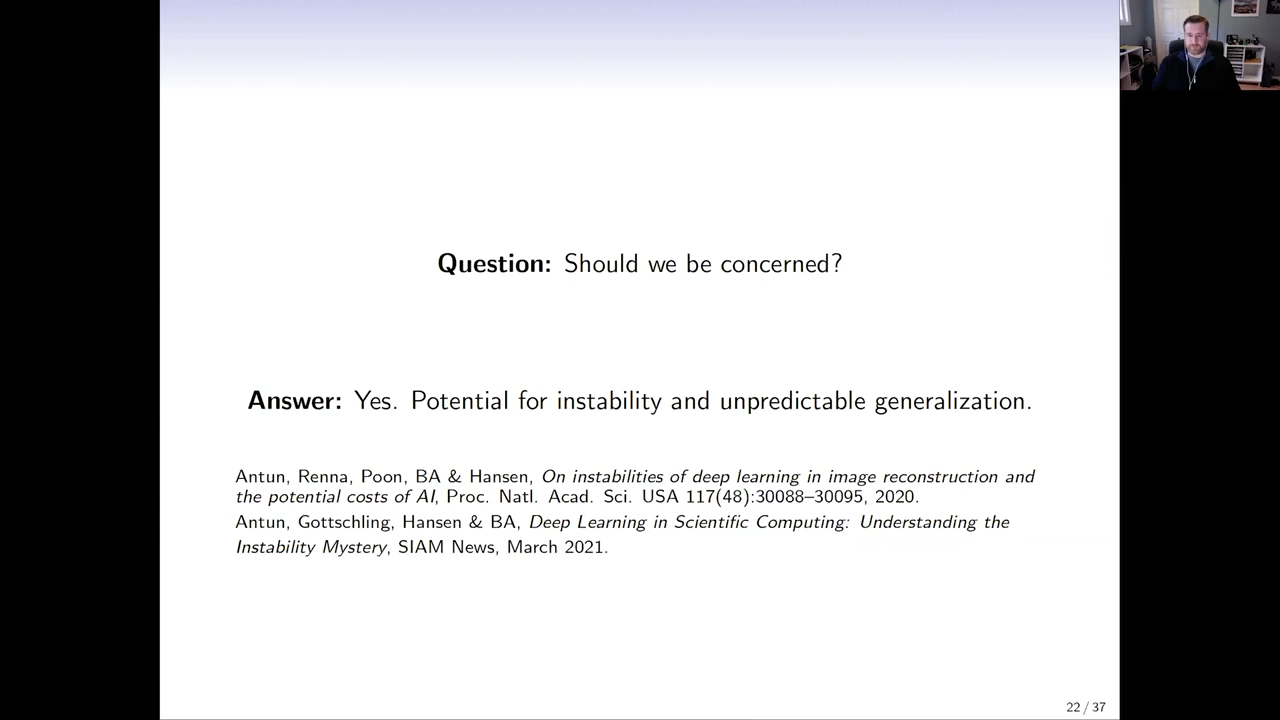 Question: Should we be concerned?
Answer: Yes. Potential for instability and unpredictable generalization.
Antun, Renna, Poon, BA & Hansen, On instabilities of deep learning in image reconstruction and
the potential costs of AI, Proc. Natl. Acad. Sci. USA 117(48):30088–30095, 2020.
Antun, Gottschling, Hansen & BA, Deep Learning in Scientific Computing: Understanding the
Instability Mystery, SIAM News, March 2021.
22 / 37